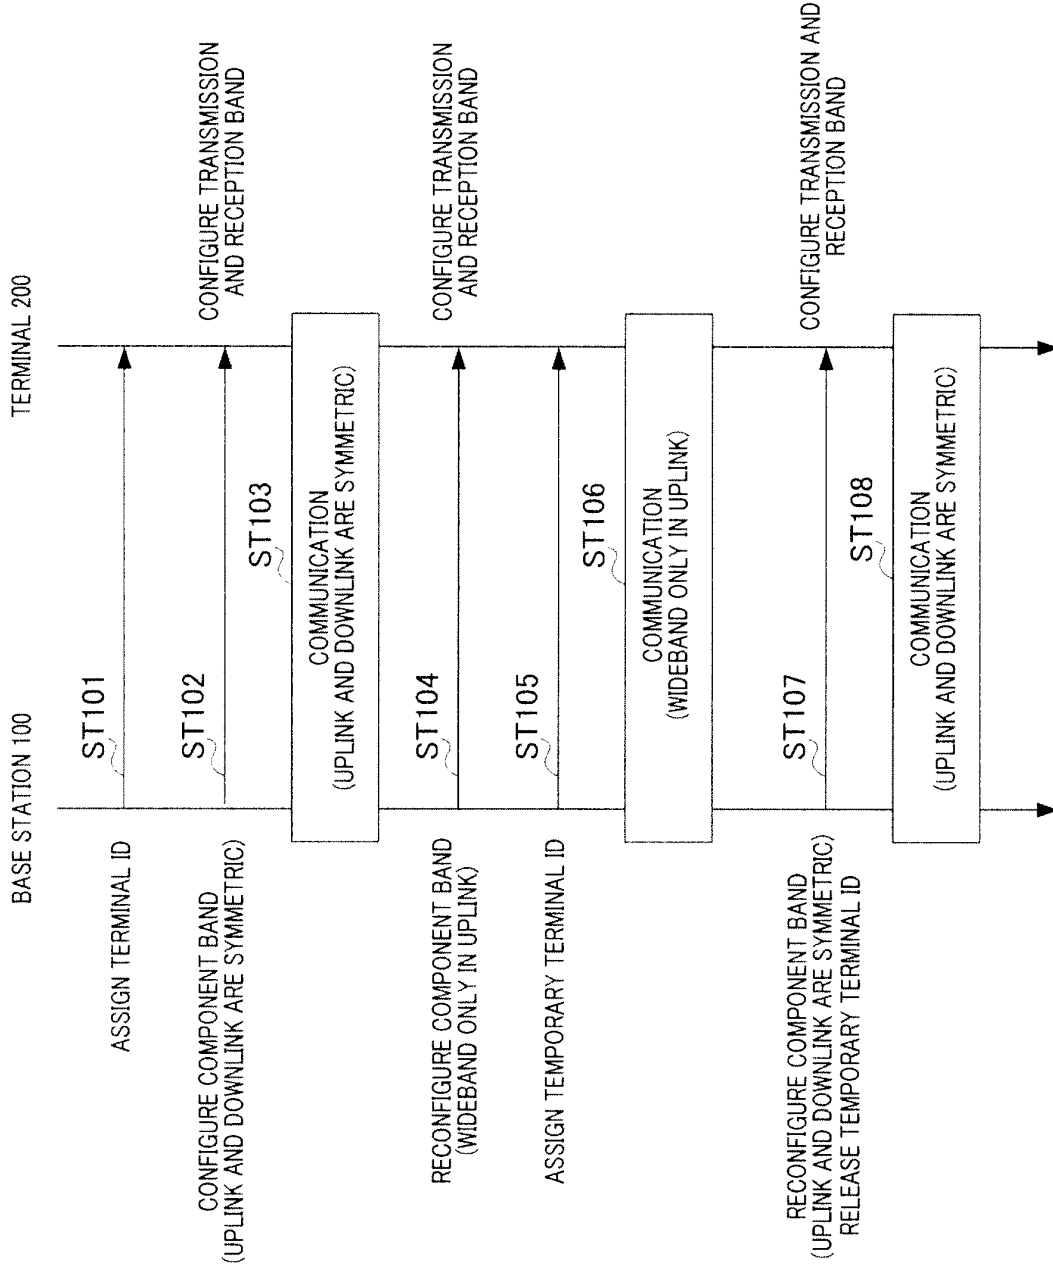 BASE STATION 100
TERMINAL 200
ASSIGN TERMINAL ID
ST101
CONFIGURE COMPONENT BAND
(UPLINK AND DOWNLINK ARE SYMMETRIC)
ST102
CONFIGURE TRANSMISSION
AND RECEPTION BAND
ST103
COMMUNICATION
(UPLINK AND DOWNLINK ARE SYMMETRIC)
RECONFIGURE COMPONENT BAND
(WIDEBAND ONLY IN UPLINK)
ST104
CONFIGURE TRANSMISSION
AND RECEPTION BAND
ASSIGN TEMPORARY TERMINAL ID
ST105
ST106
COMMUNICATION
(WIDEBAND ONLY IN UPLINK)
RECONFIGURE COMPONENT BAND
(UPLINK AND DOWNLINK ARE SYMMETRIC)
RELEASE TEMPORARY TERMINAL ID
ST107
CONFIGURE TRANSMISSION AND
RECEPTION BAND
ST108
COMMUNICATION
(UPLINK AND DOWNLINK ARE SYMMETRIC)